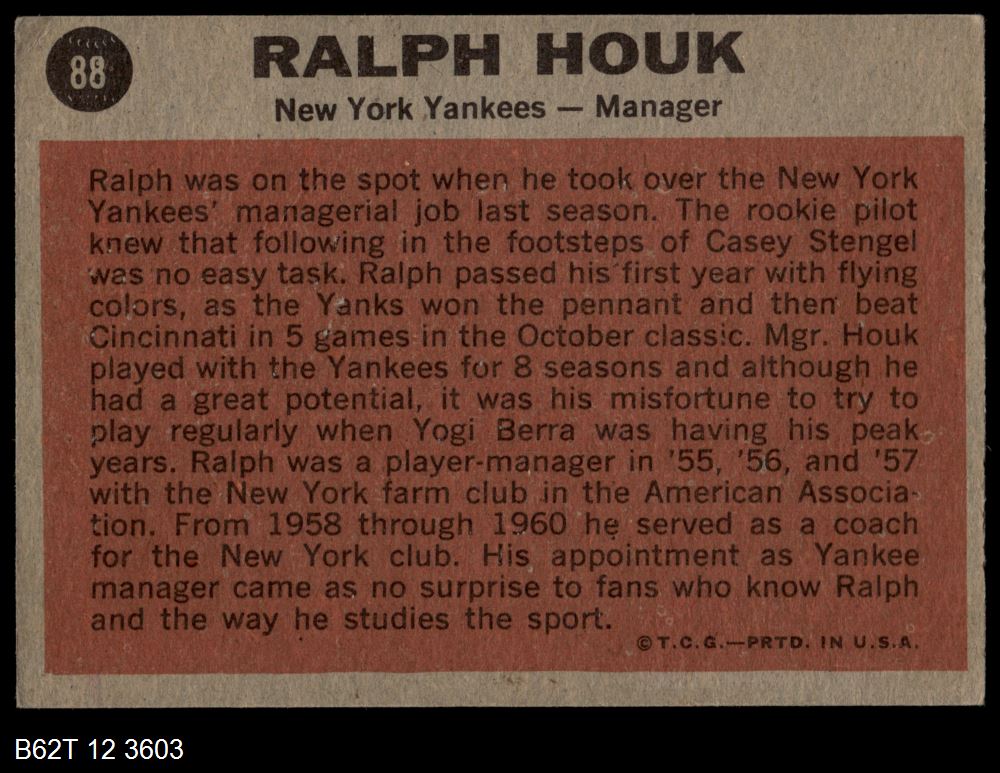 88
RALPH HOUK
New York Yankees — Manager
Ralph was on the spot when he took over the New York
Yankees' managerial job last season. The rookie pilot
knew that following in the footsteps of Casey Stengel
was no easy task. Ralph passed his first year with flying
colors, as the Yanks won the pennant and then beat
Cincinnati in 5 games in the October classic. Mgr. Houk
played with the Yankees for 8 seasons and although he
had a great potential, it was his misfortune to try to
play regularly when Yogi Berra was having his peak
years. Ralph was a player-manager in '55, '56, and '57
with the New York farm club in the American Associa-
tion. From 1958 through 1960 he served as a coach
for the New York club. His appointment as Yankee
manager came as no surprise to fans who know Ralph
and the way he studies the sport.
©T.C.G.—PRTD. IN U.S.A.
B62T 12 3603